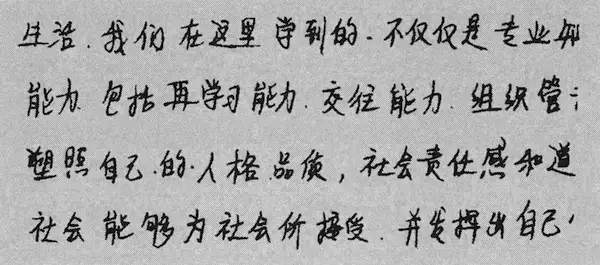 生活.我们在这里学到的.不仅仅是专业知
能力.包括再学习能力.交往能力.组织管
塑照自己的人格品质，社会责任感和道
社会能够为社会所接受.并发挥出自己